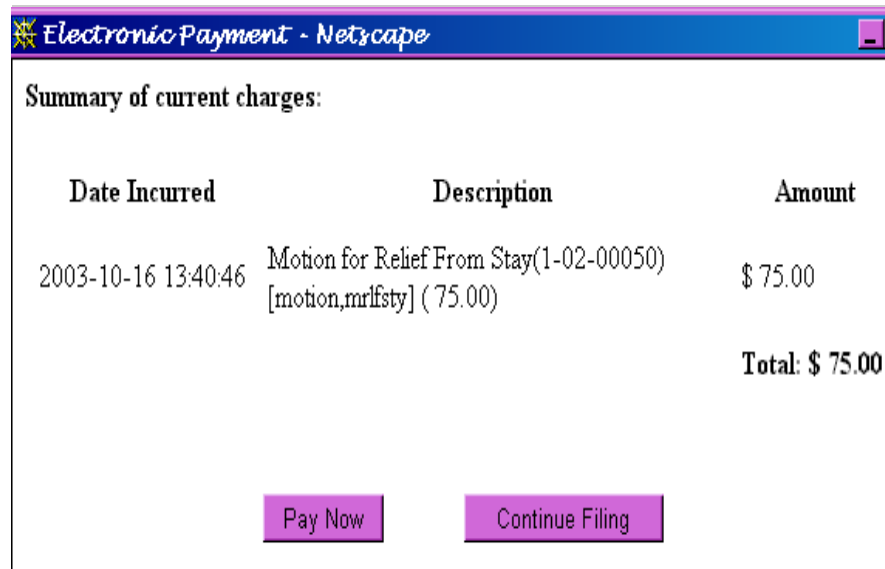 Electronic Payment - Netscape
Summary of current charges:
Date Incurred Description Amount
2003-10-16 13:40:46 Motion for Relief From Stay(1-02-00050) $ 75.00
[motion,mrlfsty] ( 75.00)
Total: $ 75.00
Pay Now Continue Filing